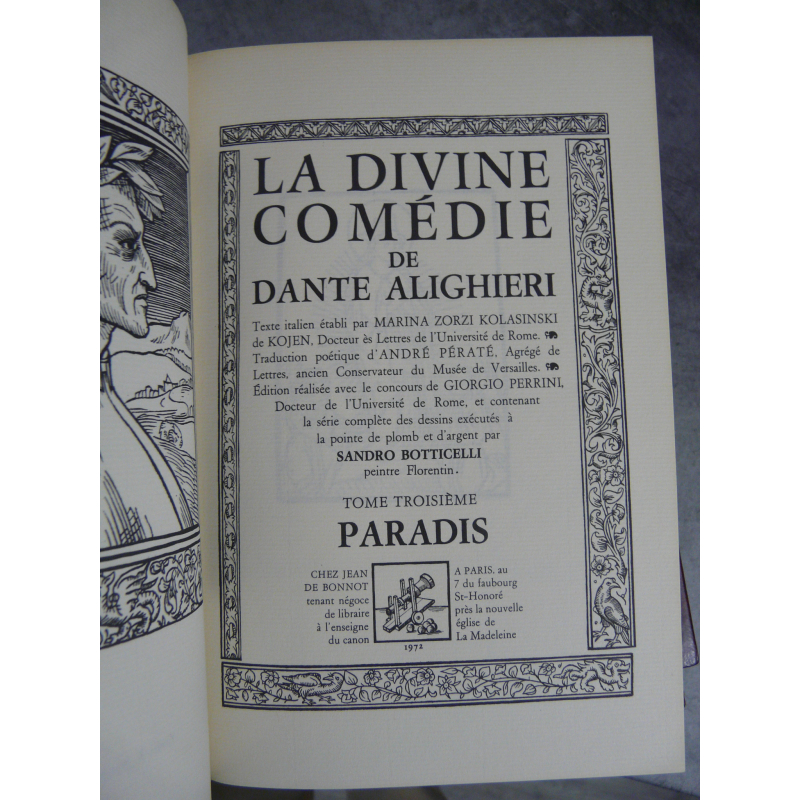 LA DIVINE
COMÉDIE
DE
DANTE ALIGHIERI
Texte italien établi par MARINA ZORZI KOLASINSKI
de KOJEN, Docteur ès Lettres de l'Université de Rome.
Traduction poétique d'ANDRÉ PÉRATÉ, Agrégé de
Lettres, ancien Conservateur du Musée de Versailles.
Édition réalisée avec le concours de GIORGIO PERRINI,
Docteur de l'Université de Rome, et contenant
la série complète des dessins exécutés à
la pointe de plomb et d'argent par
SANDRO BOTTICELLI
peintre Florentin.
TOME TROISIÈME
PARADIS
CHEZ JEAN
DE BONNOT
tenant négoce
de libraire
à l'enseigne
du canon
1972
A PARIS, au
7 du faubourg
St-Honoré
près la nouvelle
église de
La Madeleine